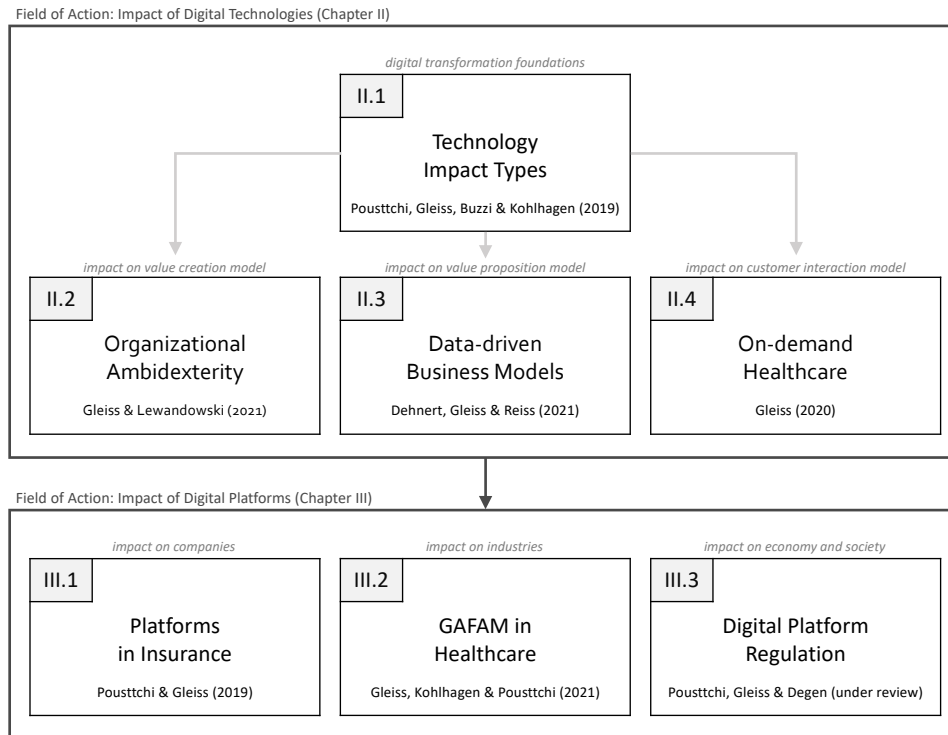 Field of Action: Impact of Digital Technologies (Chapter II)
digital transformation foundations
II.1
Technology
Impact Types
Pousttchi, Gleiss, Buzzi & Kohlhagen (2019)
impact on value creation model
II.2
Organizational
Ambidexterity
Gleiss & Lewandowski (2021)
impact on value proposition model
II.3
Data-driven
Business Models
Dehnert, Gleiss & Reiss (2021)
impact on customer interaction model
II.4
On-demand
Healthcare
Gleiss (2020)
Field of Action: Impact of Digital Platforms (Chapter III)
impact on companies
III.1
Platforms
in Insurance
Pousttchi & Gleiss (2019)
impact on industries
III.2
GAFAM in
Healthcare
Gleiss, Kohlhagen & Pousttchi (2021)
impact on economy and society
III.3
Digital Platform
Regulation
Pousttchi, Gleiss & Degen (under review)